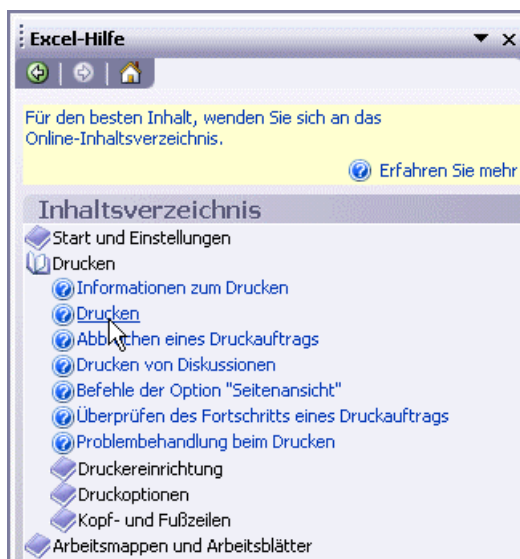 Excel-Hilfe
Für den besten Inhalt, wenden Sie sich an das
Online-Inhaltsverzeichnis.
Erfahren Sie mehr
Inhaltsverzeichnis
Start und Einstellungen
Drucken
Informationen zum Drucken
Drucken
Abbrechen eines Druckauftrags
Drucken von Diskussionen
Befehle der Option "Seitenansicht"
Überprüfen des Fortschritts eines Druckauftrags
Problembehandlung beim Drucken
Druckereinrichtung
Druckoptionen
Kopf- und Fußzeilen
Arbeitsmappen und Arbeitsblätter